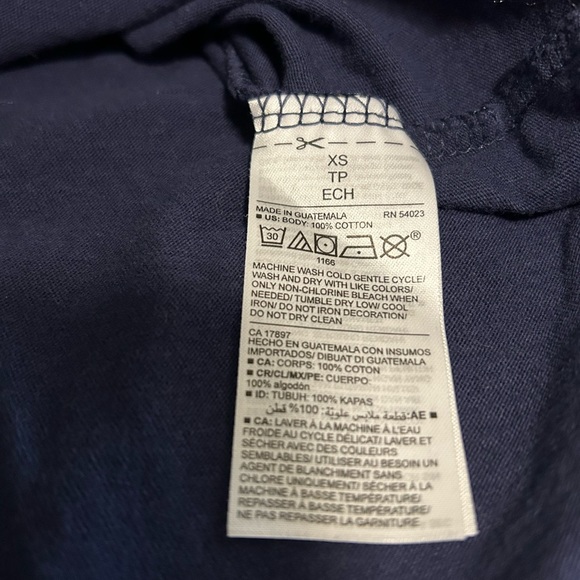 XS
TP
ECH
MADE IN GUATEMALA RN 54023
■ US: BODY: 100% COTTON
30 ®
1166
MACHINE WASH COLD GENTLE CYCLE/
WASH AND DRY WITH LIKE COLORS/
ONLY NON-CHLORINE BLEACH WHEN
NEEDED/ TUMBLE DRY LOW/ COOL
IRON/ DO NOT IRON DECORATION/
DO NOT DRY CLEAN
CA 17897
HECHO EN GUATEMALA CON INSUMOS
IMPORTADOS/ DIBUAT DI GUATEMALA
■ CA: CORPS: 100% COTON
■ CR/CL/MX/PE: CUERPO:
100% algodón
■ ID: TUBUH: 100% KAPAS
■ AE: قطعة ملابس علوية: 100% قطن
■ CA: LAVER À LA MACHINE À L'EAU
FROIDE AU CYCLE DÉLICAT/ LAVER ET
SÉCHER AVEC DES COULEURS
SEMBLABLES/ UTILISER AU BESOIN UN
AGENT DE BLANCHIMENT SANS
CHLORE UNIQUEMENT/ SÉCHER À LA
MACHINE À BASSE TEMPÉRATURE/
REPASSER À BASSE TEMPÉRATURE/
NE PAS REPASSER LA GARNITURE